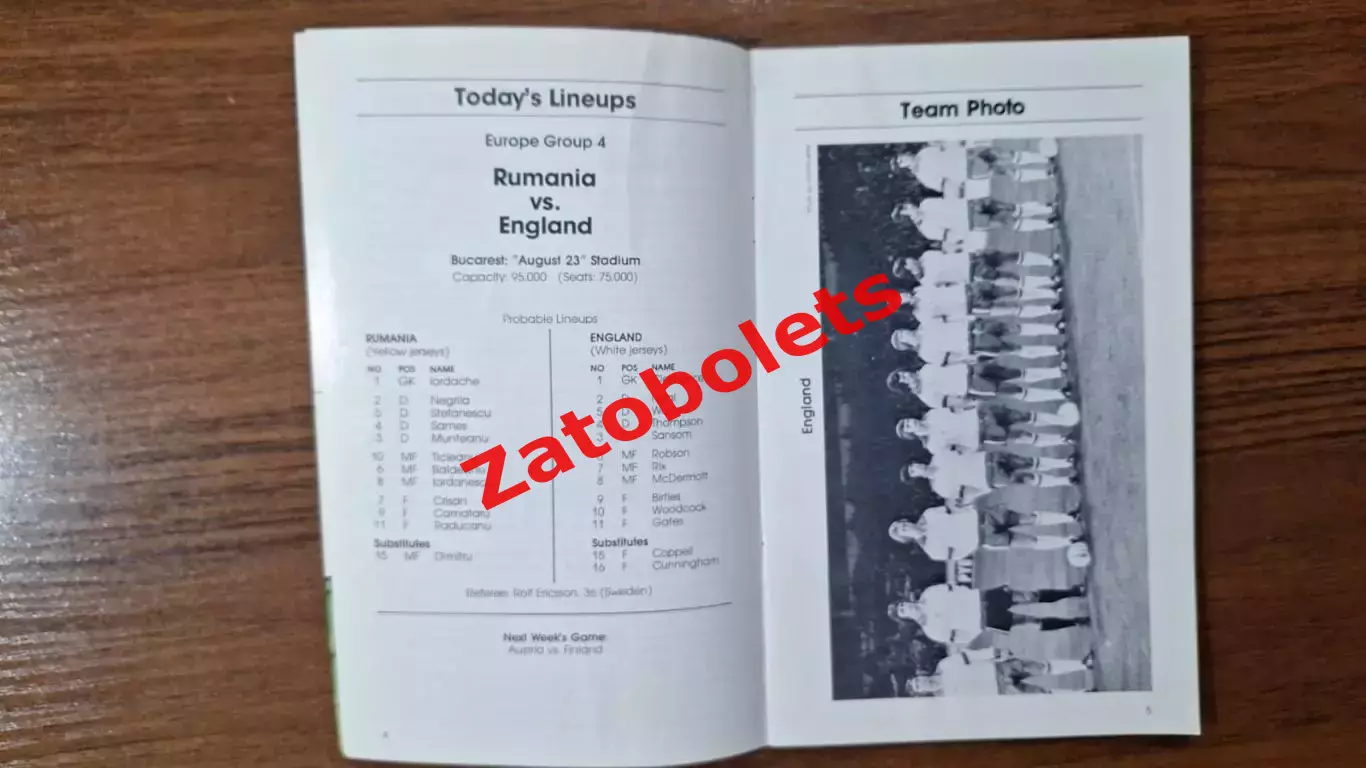 Today's Lineups
Europe Group 4
Rumania
vs.
England
Bucarest: "August 23" Stadium
Capacity: 95.000 (Seats: 75.000)
Probable Lineups
RUMANIA
(Yellow jerseys)
NO POS NAME
1 GK Iordache
2 D Negrila
5 D Stefanescu
4 D Sames
3 D Munteanu
10 MF Ticleanu
6 MF
8 MF Iordanescu
7 F Crisan
9 F Camataru
11 F Raducanu
Substitutes
15 MF Dimitru
ENGLAND
(White jerseys)
NO POS NAME
1 GK
2 D
5 D
4 D Thompson
3 Sansom
MF Robson
7 MF Rix
8 MF McDermott
9 F Birtles
10 F Woodcock
11 F Gates
Substitutes
15 F Coppell
16 F Cunningham
Referee: Rolf Ericsson, 36 (Sweden)
Next Week's Game:
Austria vs. Finland
4
Team Photo
England
5
Zatobolets